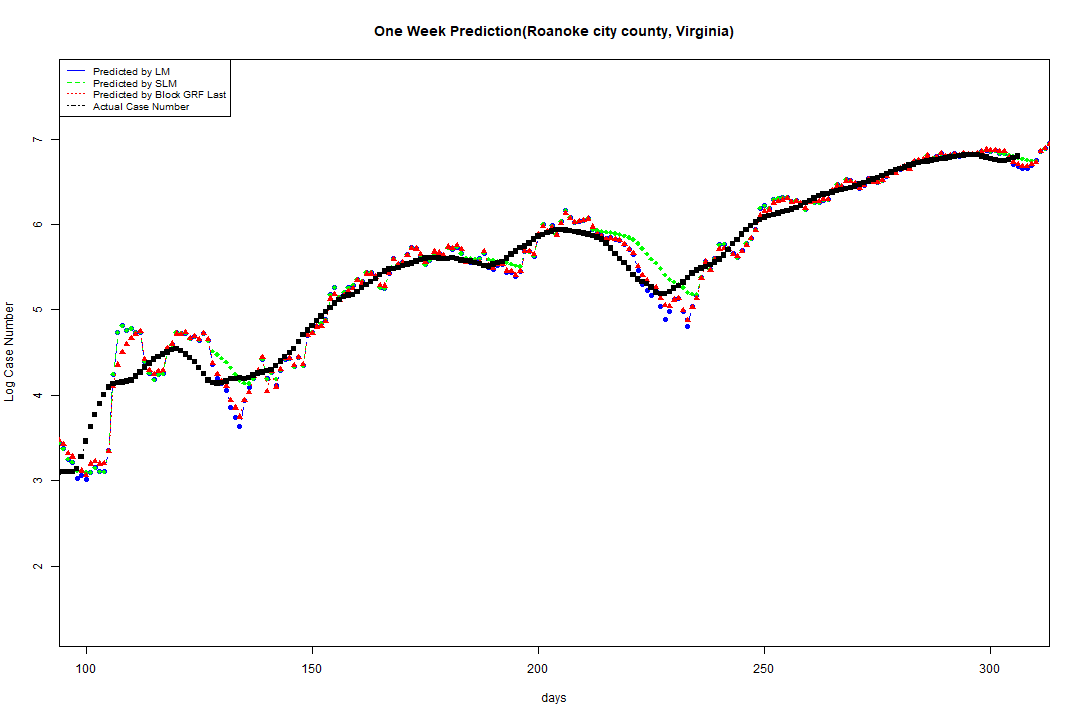 One Week Prediction(Roanoke city county, Virginia)
Predicted by LM
Predicted by SLM
Predicted by Block GRF Last
Actual Case Number
7
6
5
4
3
2
Log Case Number
100 150 200 250 300
days